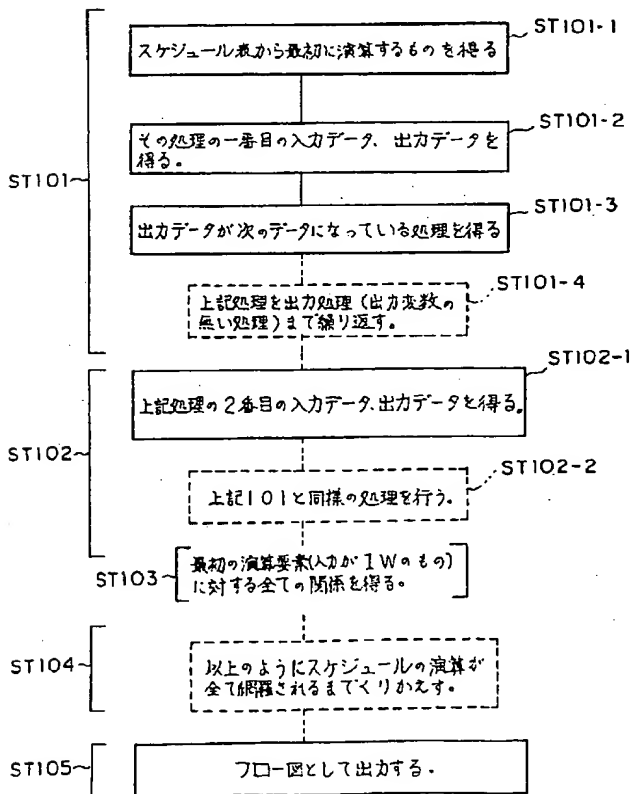 ST101-1
スケジュール表から最初に演算するものを得る
ST101-2
その処理の一番目の入力データ、出力データを
得る。
ST101
ST101-3
出力データが次のデータになっている処理を得る
ST101-4
上記処理を出力処理(出力変数の
無い処理)まで繰り返す。
ST102-1
上記処理の2番目の入力データ、出力データを得る。
ST102
ST102-2
上記101と同様の処理を行う。
ST103
最初の演算要素(入力がIWのもの)
に対する全ての関係を得る。
ST104
以上のようにスケジュールの演算が
全て網羅されるまでくりかえす。
ST105
フロー図として出力する.